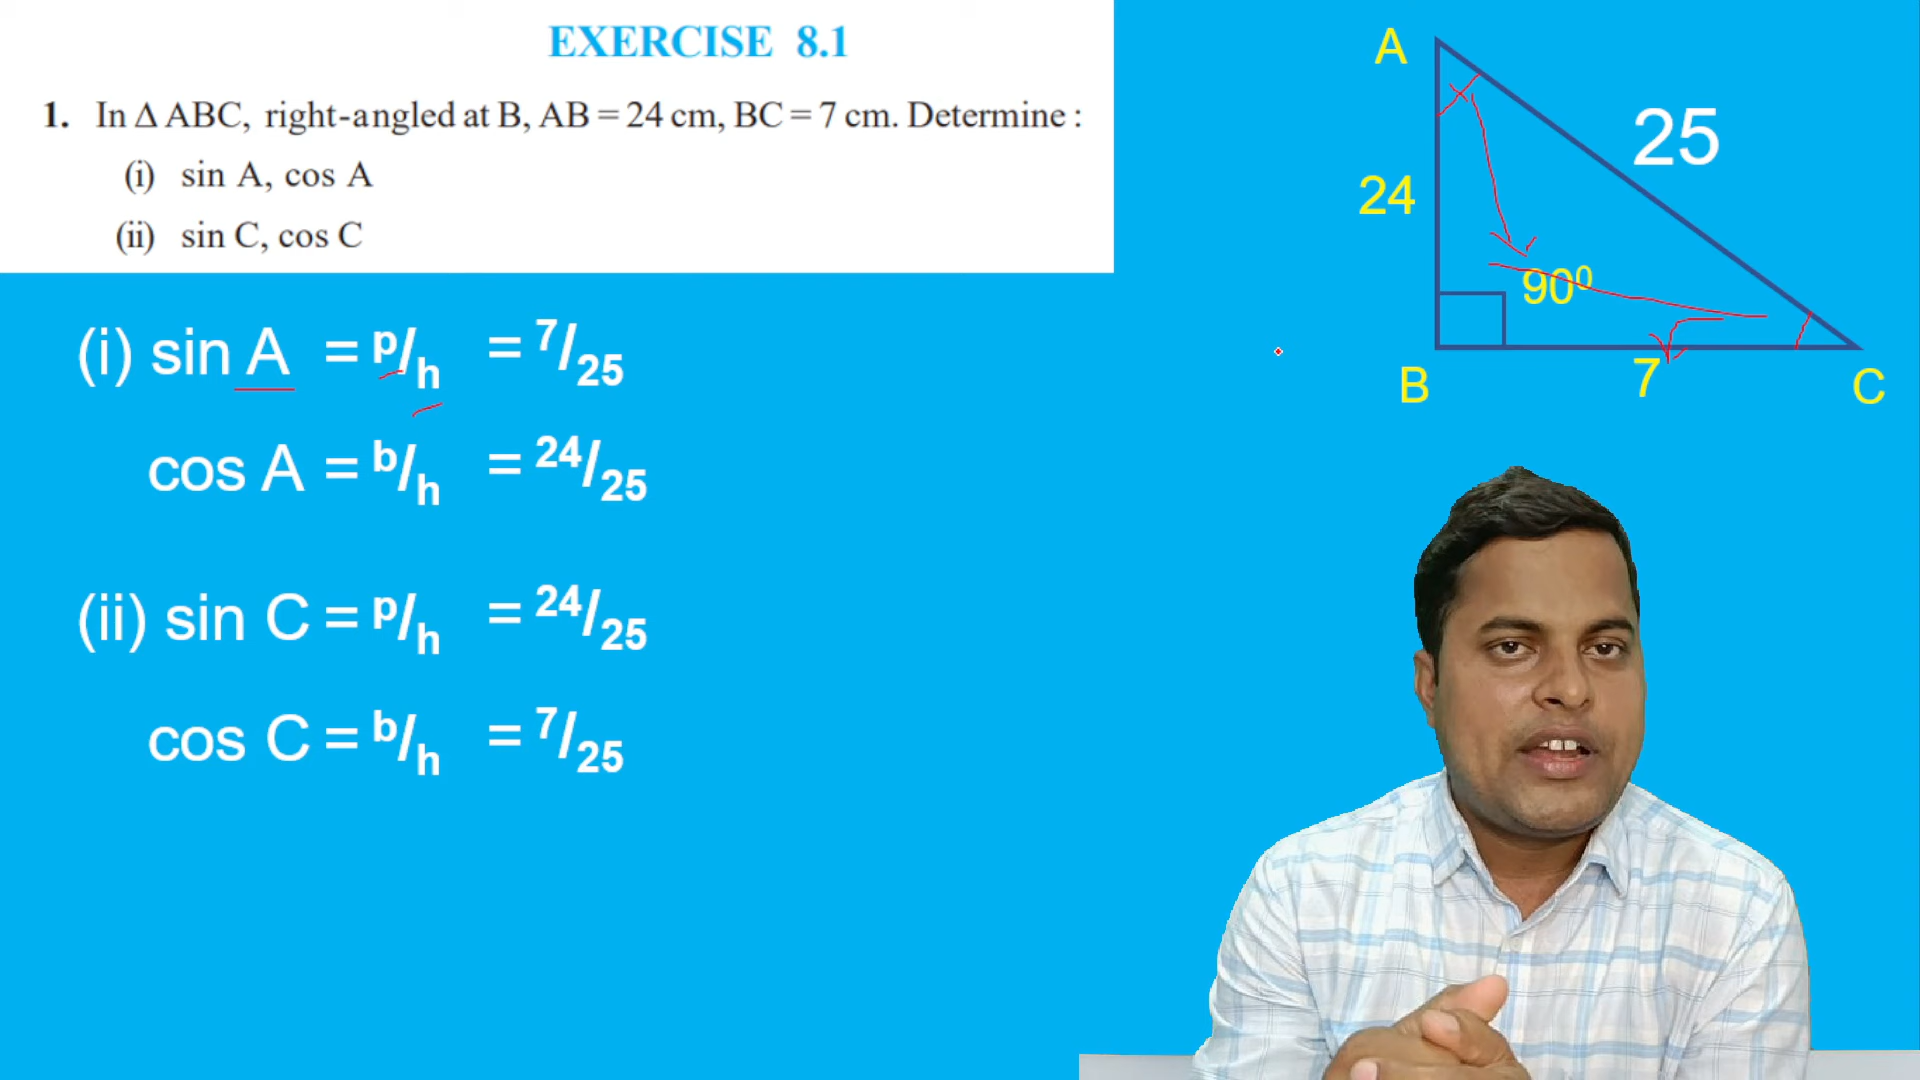 EXERCISE 8.1
1. In Δ ABC, right-angled at B, AB = 24 cm, BC = 7 cm. Determine :
(i) sin A, cos A
(ii) sin C, cos C
A
25
24
90⁰
B
7
C
(i) sin A = p/h = 7/25
cos A = b/h = 24/25
(ii) sin C = p/h = 24/25
cos C = b/h = 7/25